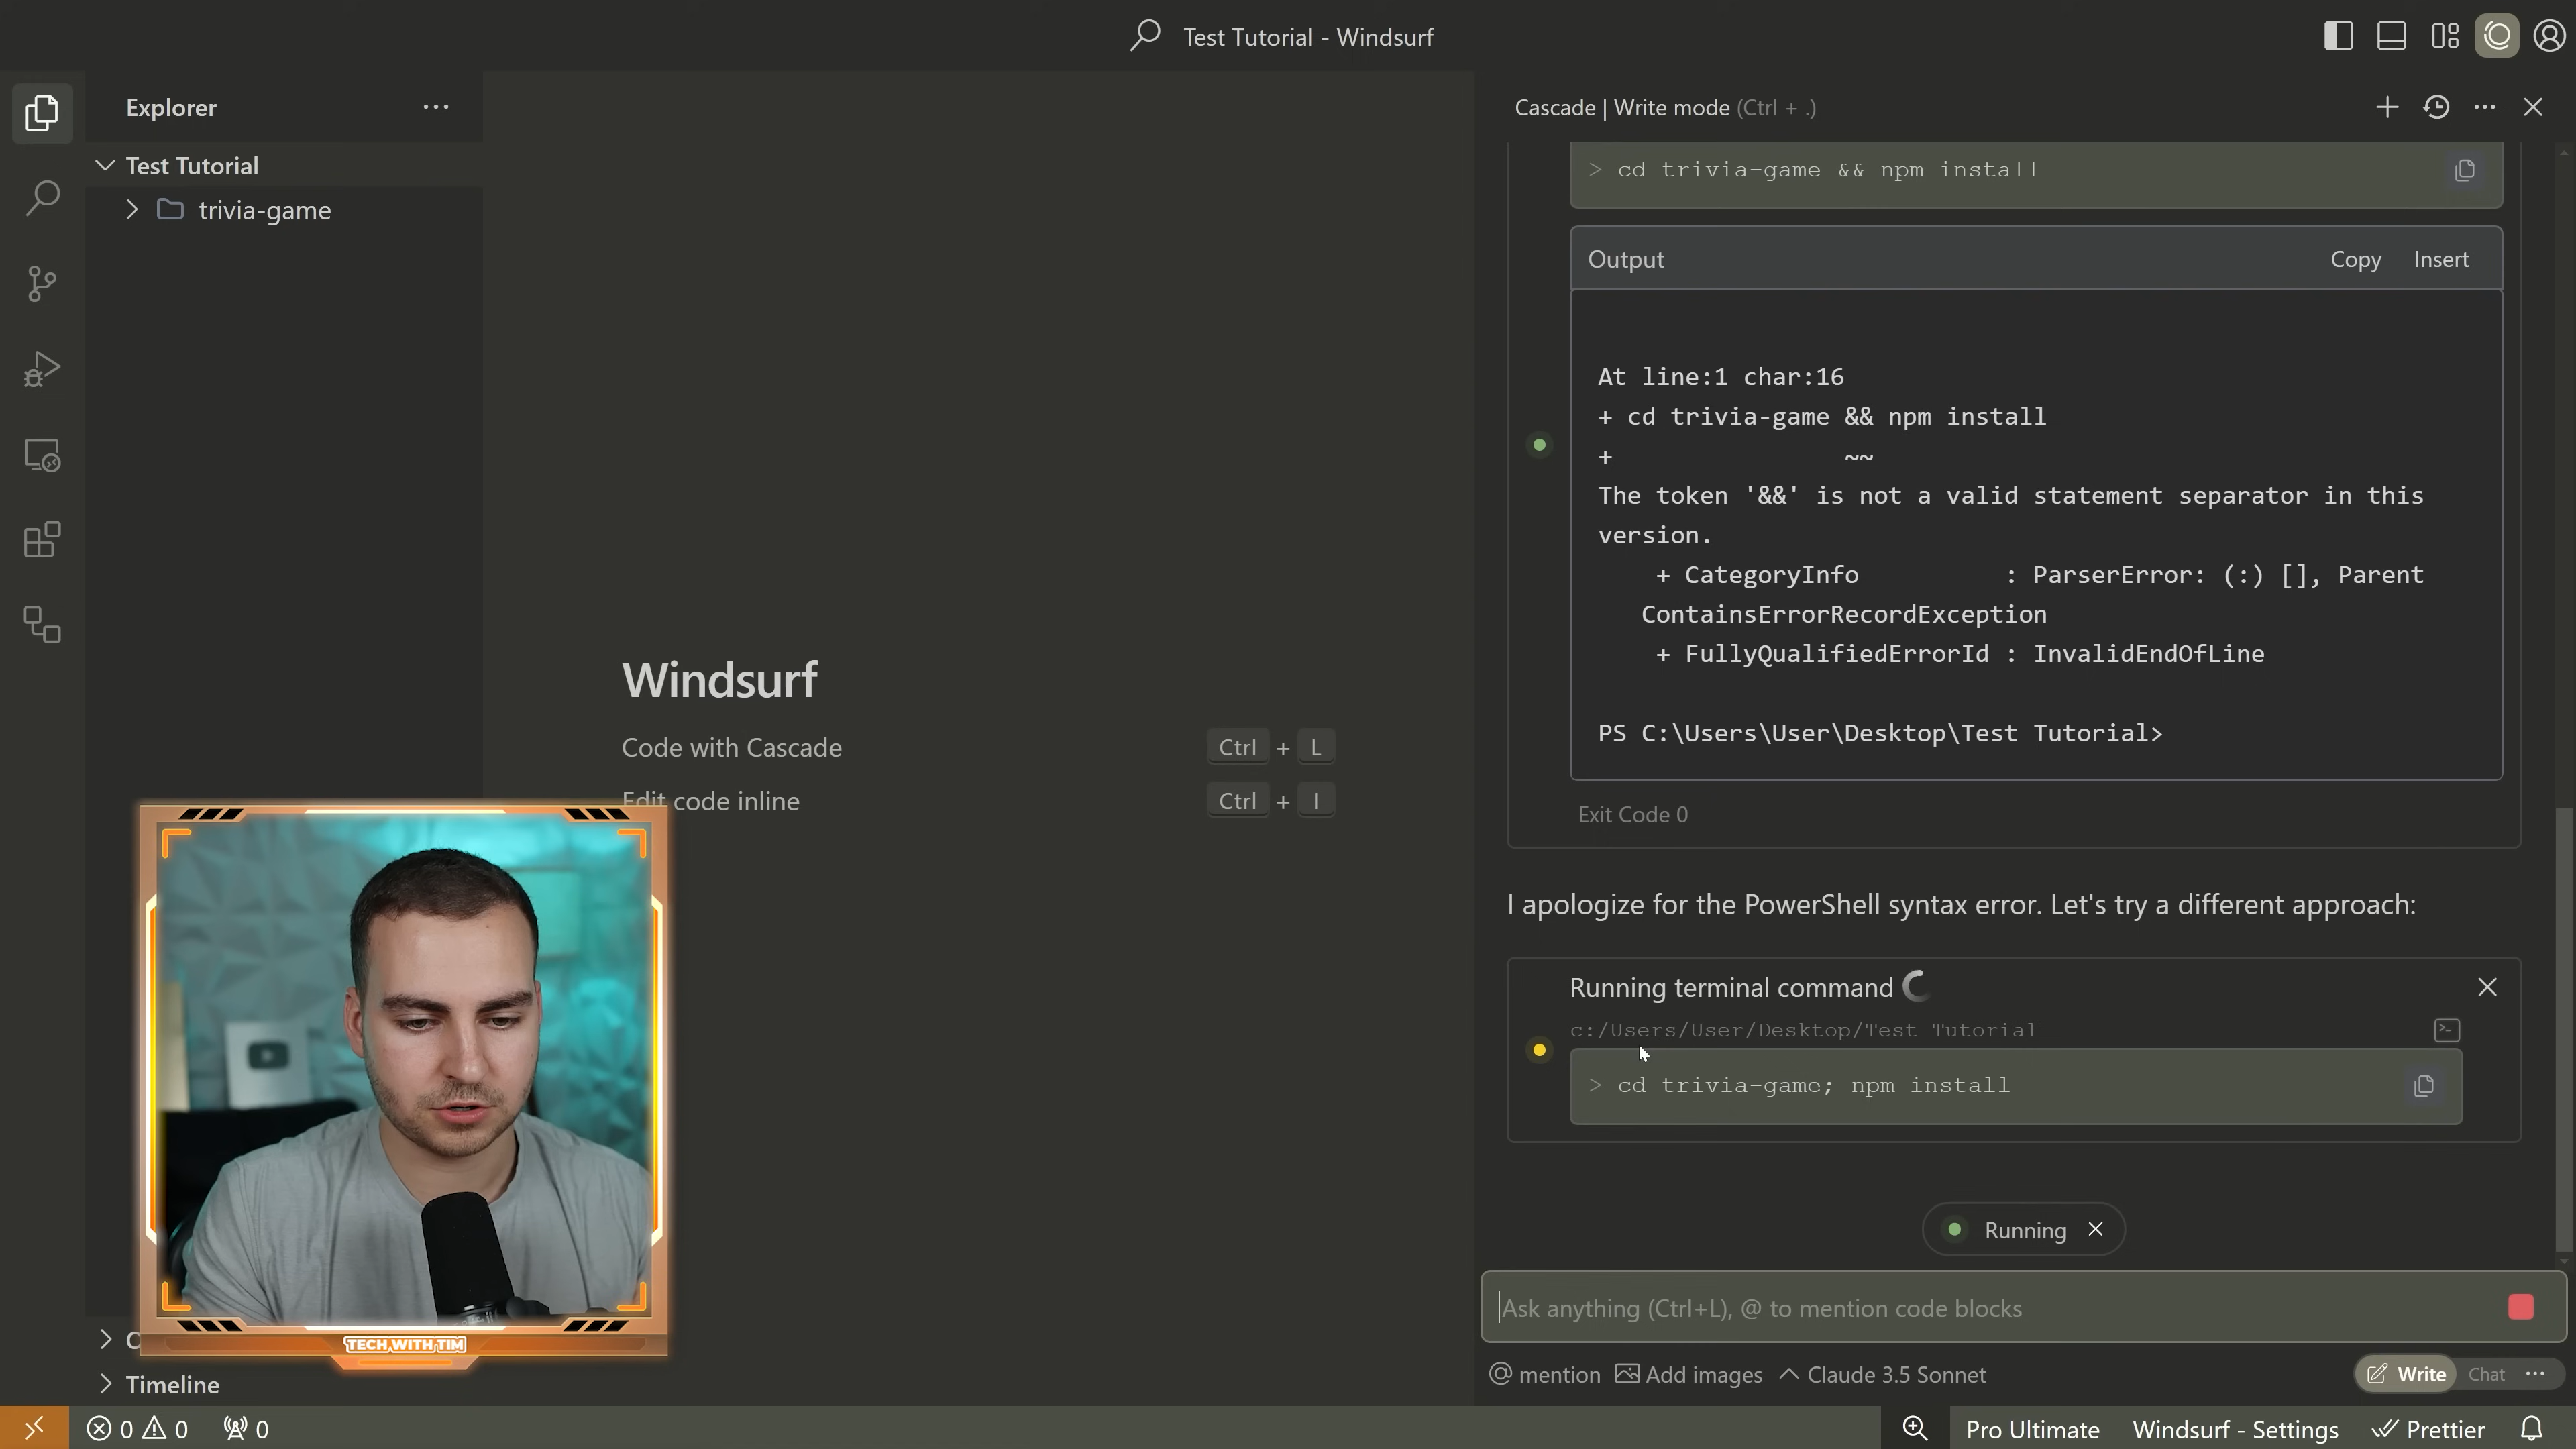 Test Tutorial - Windsurf
Explorer
Test Tutorial
trivia-game
Windsurf
Code with Cascade
Ctrl + L
Edit code inline
Ctrl + I
TECH WITH TIM
Timeline
Cascade | Write mode (Ctrl + .)
> cd trivia-game && npm install
Output
Copy
Insert
At line:1 char:16
+ cd trivia-game && npm install
+ ~~
The token '&&' is not a valid statement separator in this
version.
+ CategoryInfo : ParserError: (:) [], Parent
ContainsErrorRecordException
+ FullyQualifiedErrorId : InvalidEndOfLine
PS C:\Users\User\Desktop\Test Tutorial>
Exit Code 0
I apologize for the PowerShell syntax error. Let's try a different approach:
Running terminal command
c:/Users/User/Desktop/Test Tutorial
> cd trivia-game; npm install
Running
Ask anything (Ctrl+L), @ to mention code blocks
@ mention
Add images
Claude 3.5 Sonnet
Write
Chat
0
0
0
Pro Ultimate
Windsurf - Settings
Prettier